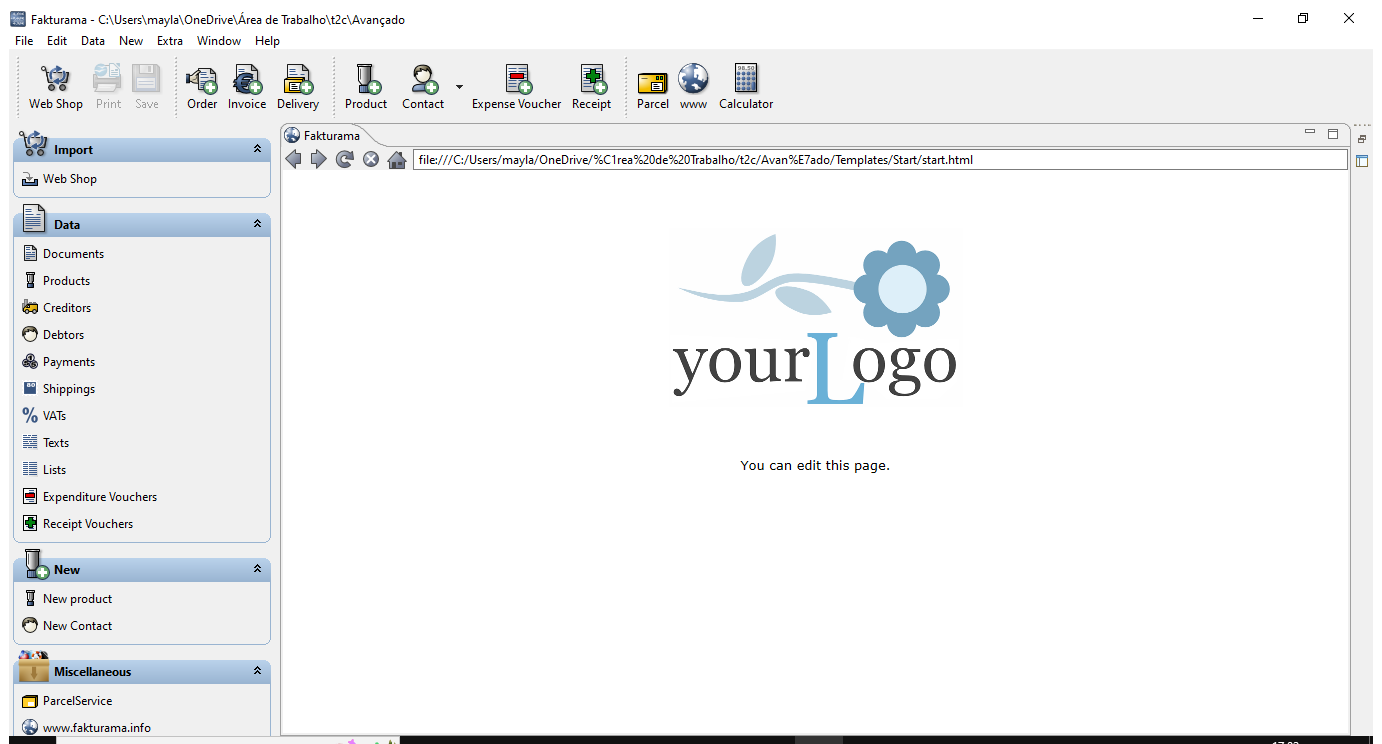 Fakturama - C:\Users\mayla\OneDrive\Área de Trabalho\t2c\Avançado
File Edit Data New Extra Window Help
Web Shop Print Save Order Invoice Delivery Product Contact Expense Voucher Receipt Parcel www Calculator
Import
Web Shop
Data
Documents
Products
Creditors
Debtors
Payments
Shippings
VATs
Texts
Lists
Expenditure Vouchers
Receipt Vouchers
New
New product
New Contact
Miscellaneous
ParcelService
www.fakturama.info
Fakturama
file:///C:/Users/mayla/OneDrive/%C1rea%20de%20Trabalho/t2c/Avan%E7ado/Templates/Start/start.html
yourLogo
You can edit this page.